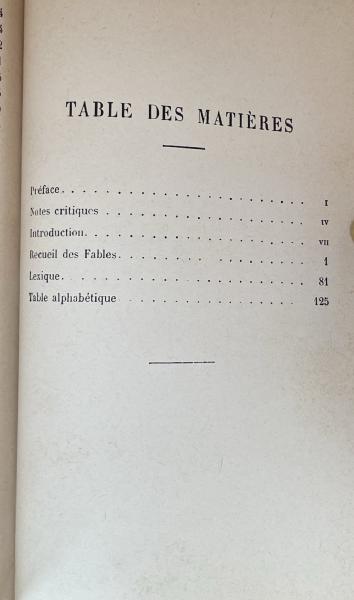 TABLE DES MATIÈRES
Préface. . . . . . . . . . . . . . . . . . . I
Notes critiques . . . . . . . . . . . . . . . . IV
Introduction. . . . . . . . . . . . . . . . . VII
Recueil des Fables. . . . . . . . . . . . . . 1
Lexique. . . . . . . . . . . . . . . . . . . 81
Table alphabétique . . . . . . . . . . . . . 125